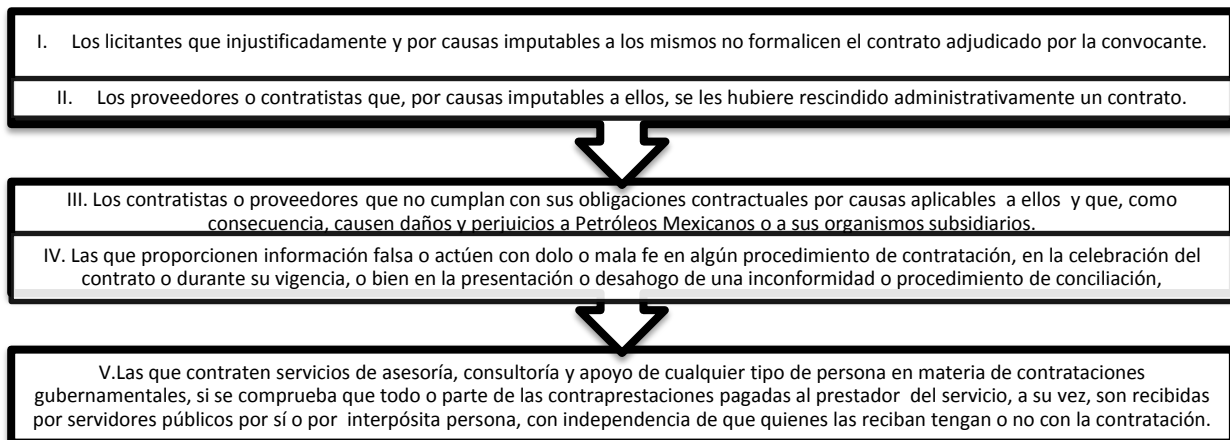 I. Los licitantes que injustificadamente y por causas imputables a los mismos no formalicen el contrato adjudicado por la convocante.
II. Los proveedores o contratistas que, por causas imputables a ellos, se les hubiere rescindido administrativamente un contrato.
III. Los contratistas o proveedores que no cumplan con sus obligaciones contractuales por causas aplicables a ellos y que, como
consecuencia, causen daños y perjuicios a Petróleos Mexicanos o a sus organismos subsidiarios.
IV. Las que proporcionen información falsa o actúen con dolo o mala fe en algún procedimiento de contratación, en la celebración del
contrato o durante su vigencia, o bien en la presentación o desahogo de una inconformidad o procedimiento de conciliación,
V.Las que contraten servicios de asesoría, consultoría y apoyo de cualquier tipo de persona en materia de contrataciones
gubernamentales, si se comprueba que todo o parte de las contraprestaciones pagadas al prestador del servicio, a su vez, son recibidas
por servidores públicos por sí o por interpósita persona, con independencia de que quienes las reciban tengan o no con la contratación.